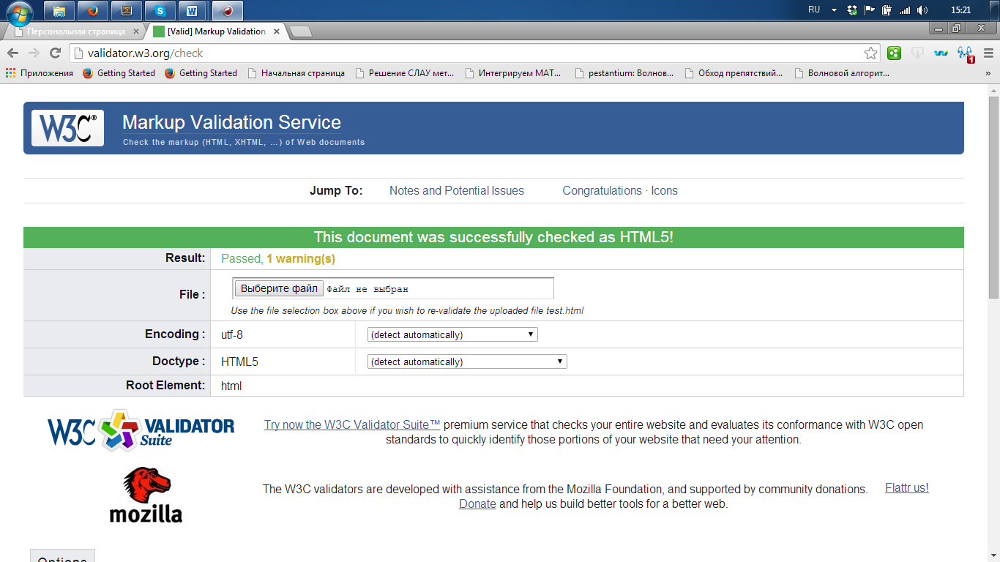 RU 15:21
Персональная страница [Valid] Markup Validation
validator.w3.org/check
Приложения Getting Started Getting Started Начальная страница Решение СЛАУ мет... Интегрируем MAT... pestantium: Волнов... Обход препятствий... Волновой алгорит... »
1
W3C® Markup Validation Service
Check the markup (HTML, XHTML, ...) of Web documents
Jump To: Notes and Potential Issues Congratulations · Icons
This document was successfully checked as HTML5!
Result: Passed, 1 warning(s)
File : Выберите файл Файл не выбран
Use the file selection box above if you wish to re-validate the uploaded file test.html
Encoding : utf-8 (detect automatically)
Doctype : HTML5 (detect automatically)
Root Element: html
W3C VALIDATOR Suite
Try now the W3C Validator Suite™ premium service that checks your entire website and evaluates its conformance with W3C open
standards to quickly identify those portions of your website that need your attention.
mozilla
The W3C validators are developed with assistance from the Mozilla Foundation, and supported by community donations. Flattr us!
Donate and help us build better tools for a better web.
Options